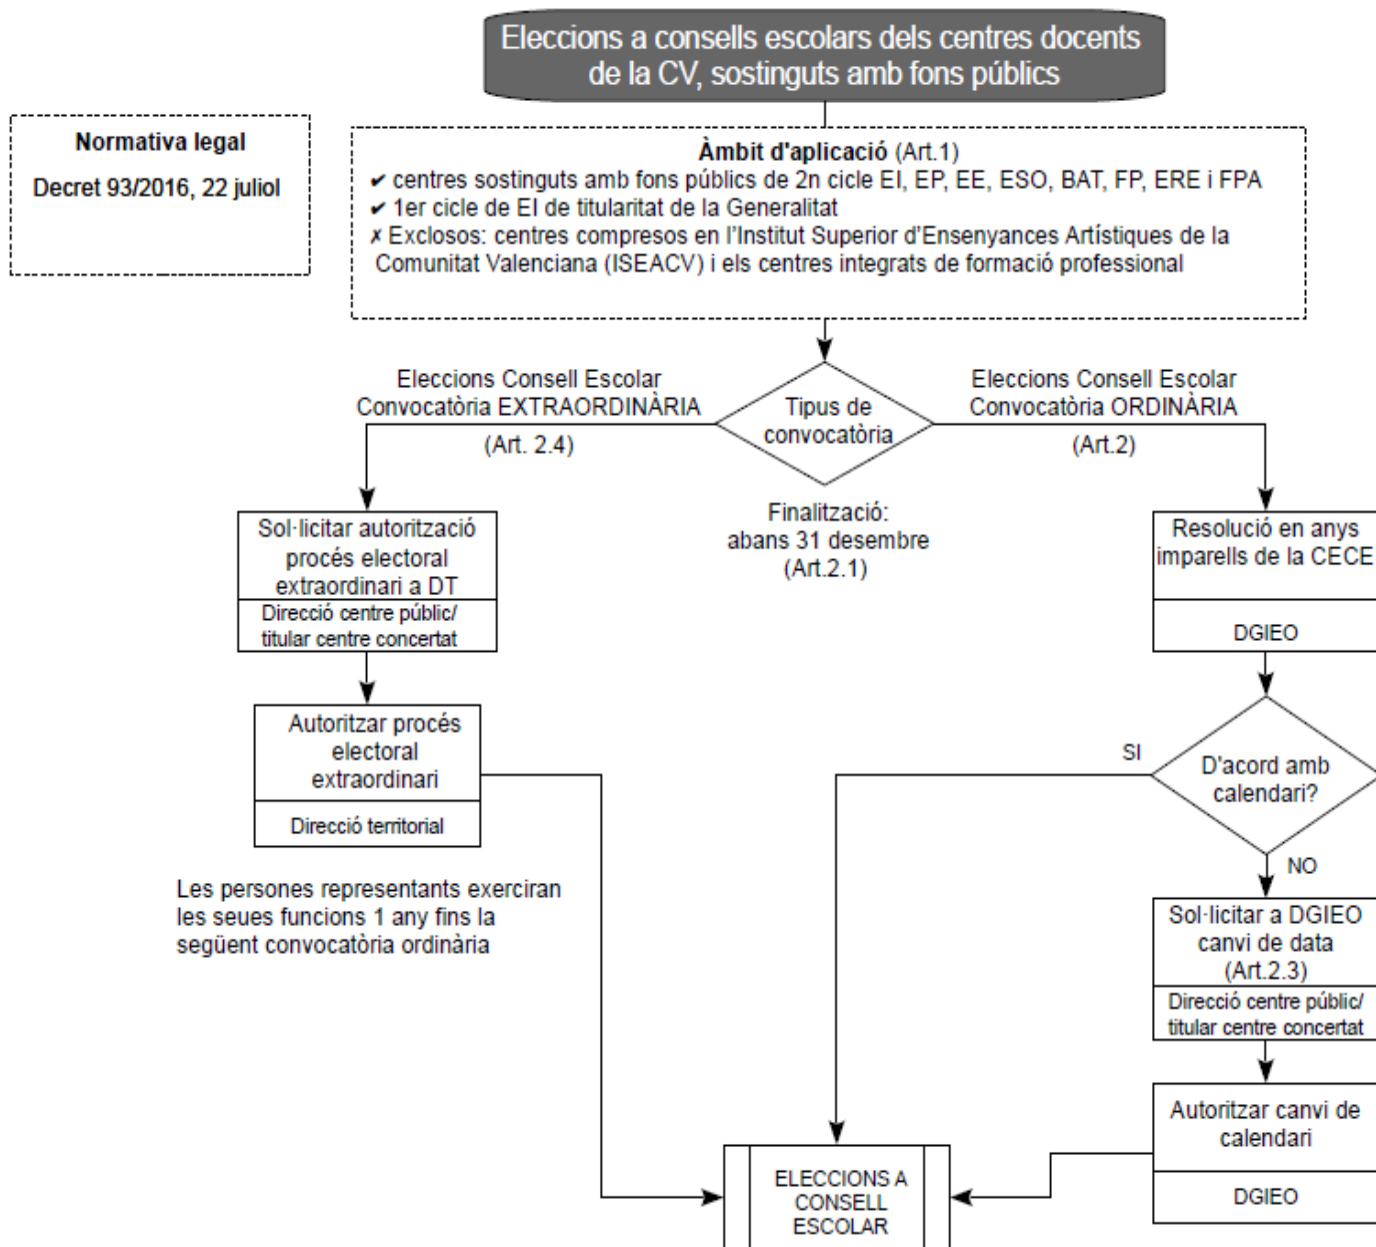 Eleccions a consells escolars dels centres docents
de la CV, sostinguts amb fons públics
Normativa legal
Decret 93/2016, 22 juliol
Àmbit d'aplicació (Art.1)
✔ centres sostinguts amb fons públics de 2n cicle EI, EP, EE, ESO, BAT, FP, ERE i FPA
✔ 1er cicle de EI de titularitat de la Generalitat
✗ Exclosos: centres compresos en l'Institut Superior d'Ensenyances Artístiques de la
Comunitat Valenciana (ISEACV) i els centres integrats de formació professional
Eleccions Consell Escolar
Convocatòria EXTRAORDINÀRIA
(Art. 2.4)
Tipus de
convocatòria
Eleccions Consell Escolar
Convocatòria ORDINÀRIA
(Art.2)
Finalització:
abans 31 desembre
(Art.2.1)
Sol·licitar autorització
procés electoral
extraordinari a DT
Direcció centre públic/
titular centre concertat
Resolució en anys
imparells de la CECE
DGIEO
Autoritzar procés
electoral
extraordinari
Direcció territorial
SI
D'acord amb
calendari?
NO
Les persones representants exerciran
les seues funcions 1 any fins la
següent convocatòria ordinària
Sol·licitar a DGIEO
canvi de data
(Art.2.3)
Direcció centre públic/
titular centre concertat
Autoritzar canvi de
calendari
DGIEO
ELECCIONS A
CONSELL
ESCOLAR